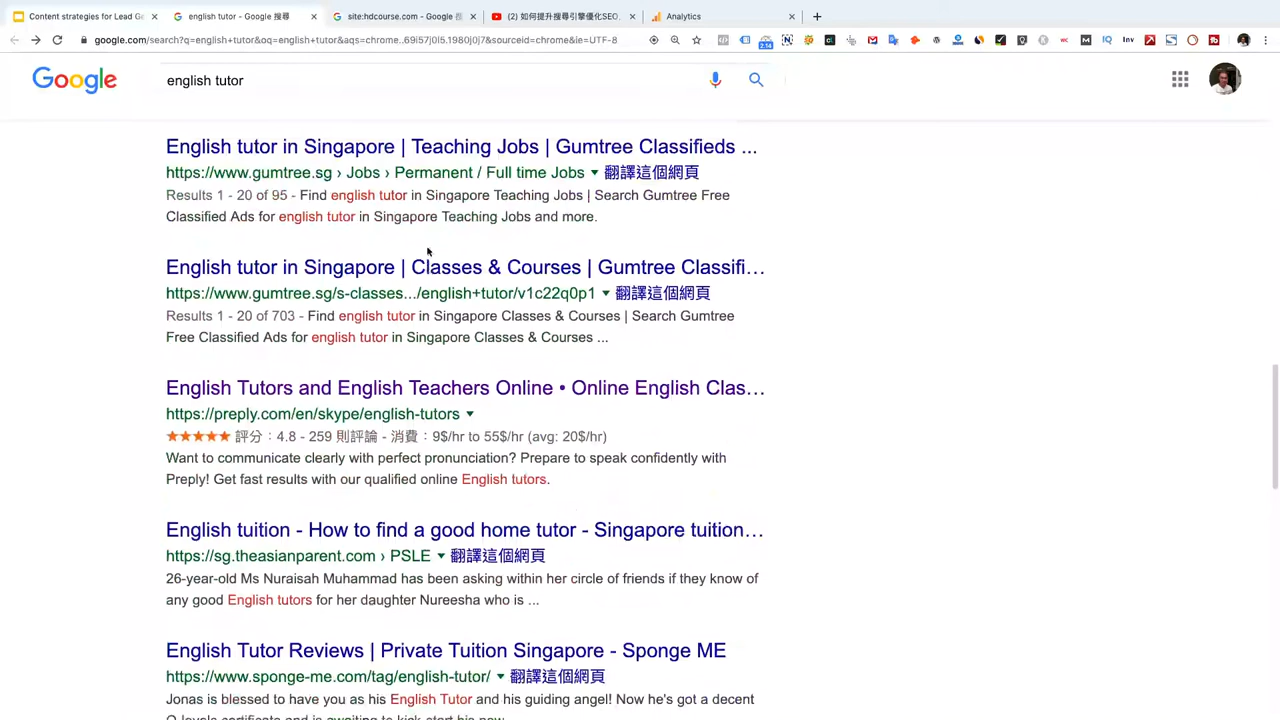 Content strategies for Lead Ge
english tutor - Google 搜尋
site:hdcourse.com - Google
(2) 如何提升搜尋引擎優化SEO,
Analytics
google.com/search?q=english+tutor&oq=english+tutor&aqs=chrome..69i57j0l5.1980j0j7&sourceid=chrome&ie=UTF-8
2:14
Inv
Google
english tutor
English tutor in Singapore | Teaching Jobs | Gumtree Classifieds ...
https://www.gumtree.sg › Jobs › Permanent / Full time Jobs ▼ 翻譯這個網頁
Results 1 - 20 of 95 - Find english tutor in Singapore Teaching Jobs | Search Gumtree Free
Classified Ads for english tutor in Singapore Teaching Jobs and more.
English tutor in Singapore | Classes & Courses | Gumtree Classifi...
https://www.gumtree.sg/s-classes.../english+tutor/v1c22q0p1 ▼ 翻譯這個網頁
Results 1 - 20 of 703 - Find english tutor in Singapore Classes & Courses | Search Gumtree
Free Classified Ads for english tutor in Singapore Classes & Courses ...
English Tutors and English Teachers Online • Online English Clas...
https://preply.com/en/skype/english-tutors ▼
★★★★★ 評分：4.8 - 259 則評論 - 消費：9$/hr to 55$/hr (avg: 20$/hr)
Want to communicate clearly with perfect pronunciation? Prepare to speak confidently with
Preply! Get fast results with our qualified online English tutors.
English tuition - How to find a good home tutor - Singapore tuition...
https://sg.theasianparent.com › PSLE ▼ 翻譯這個網頁
26-year-old Ms Nuraisah Muhammad has been asking within her circle of friends if they know of
any good English tutors for her daughter Nureesha who is ...
English Tutor Reviews | Private Tuition Singapore - Sponge ME
https://www.sponge-me.com/tag/english-tutor/ ▼ 翻譯這個網頁
Jonas is blessed to have you as his English Tutor and his guiding angel! Now he's got a decent
O-levels certificate and is awaiting to kick start his new